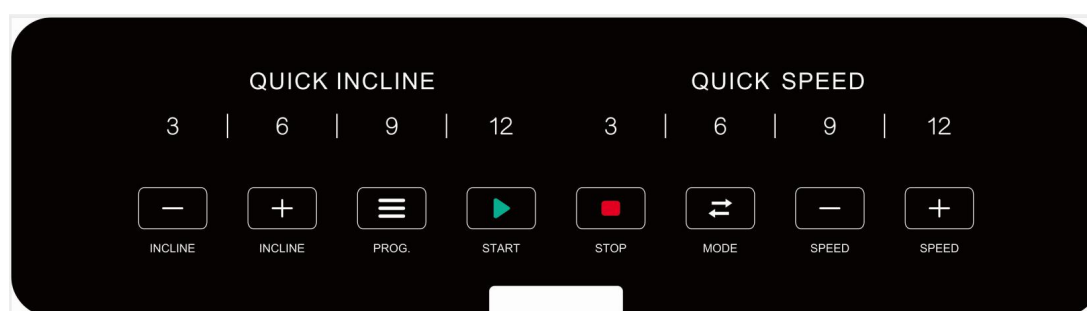 QUICK INCLINE QUICK SPEED
3 | 6 | 9 | 12 3 | 6 | 9 | 12
INCLINE INCLINE PROG. START STOP MODE SPEED SPEED